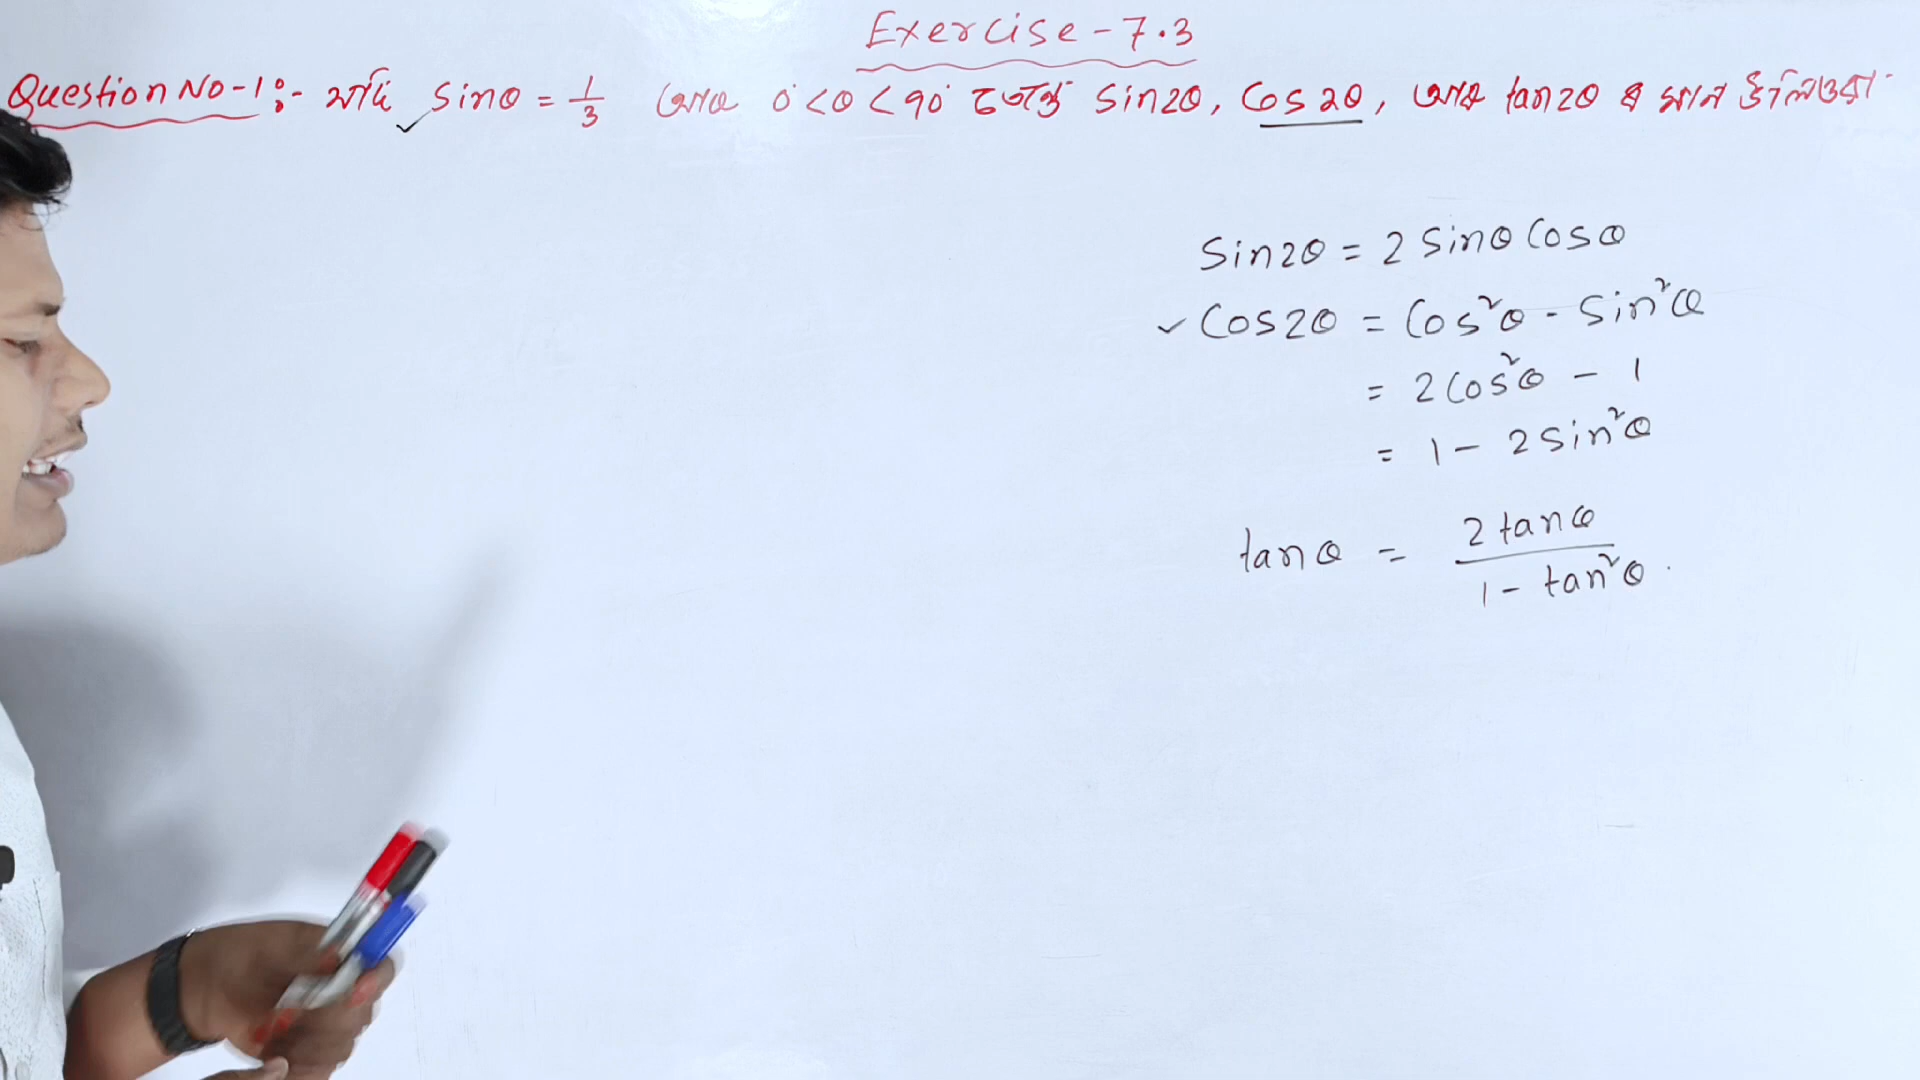 Exercise - 7.3
Question No-1:- যদি sinθ = 1/3 আৰু 0°<θ<90° তেন্তে sin2θ, cos2θ, আৰু tan2θ ৰ মান উলিওৱা
Sin2θ = 2 Sinθ Cosθ
✓ Cos2θ = Cos²θ - Sin²θ
= 2Cos²θ - 1
= 1 - 2Sin²θ
tanθ = 2tanθ / 1 - tan²θ.